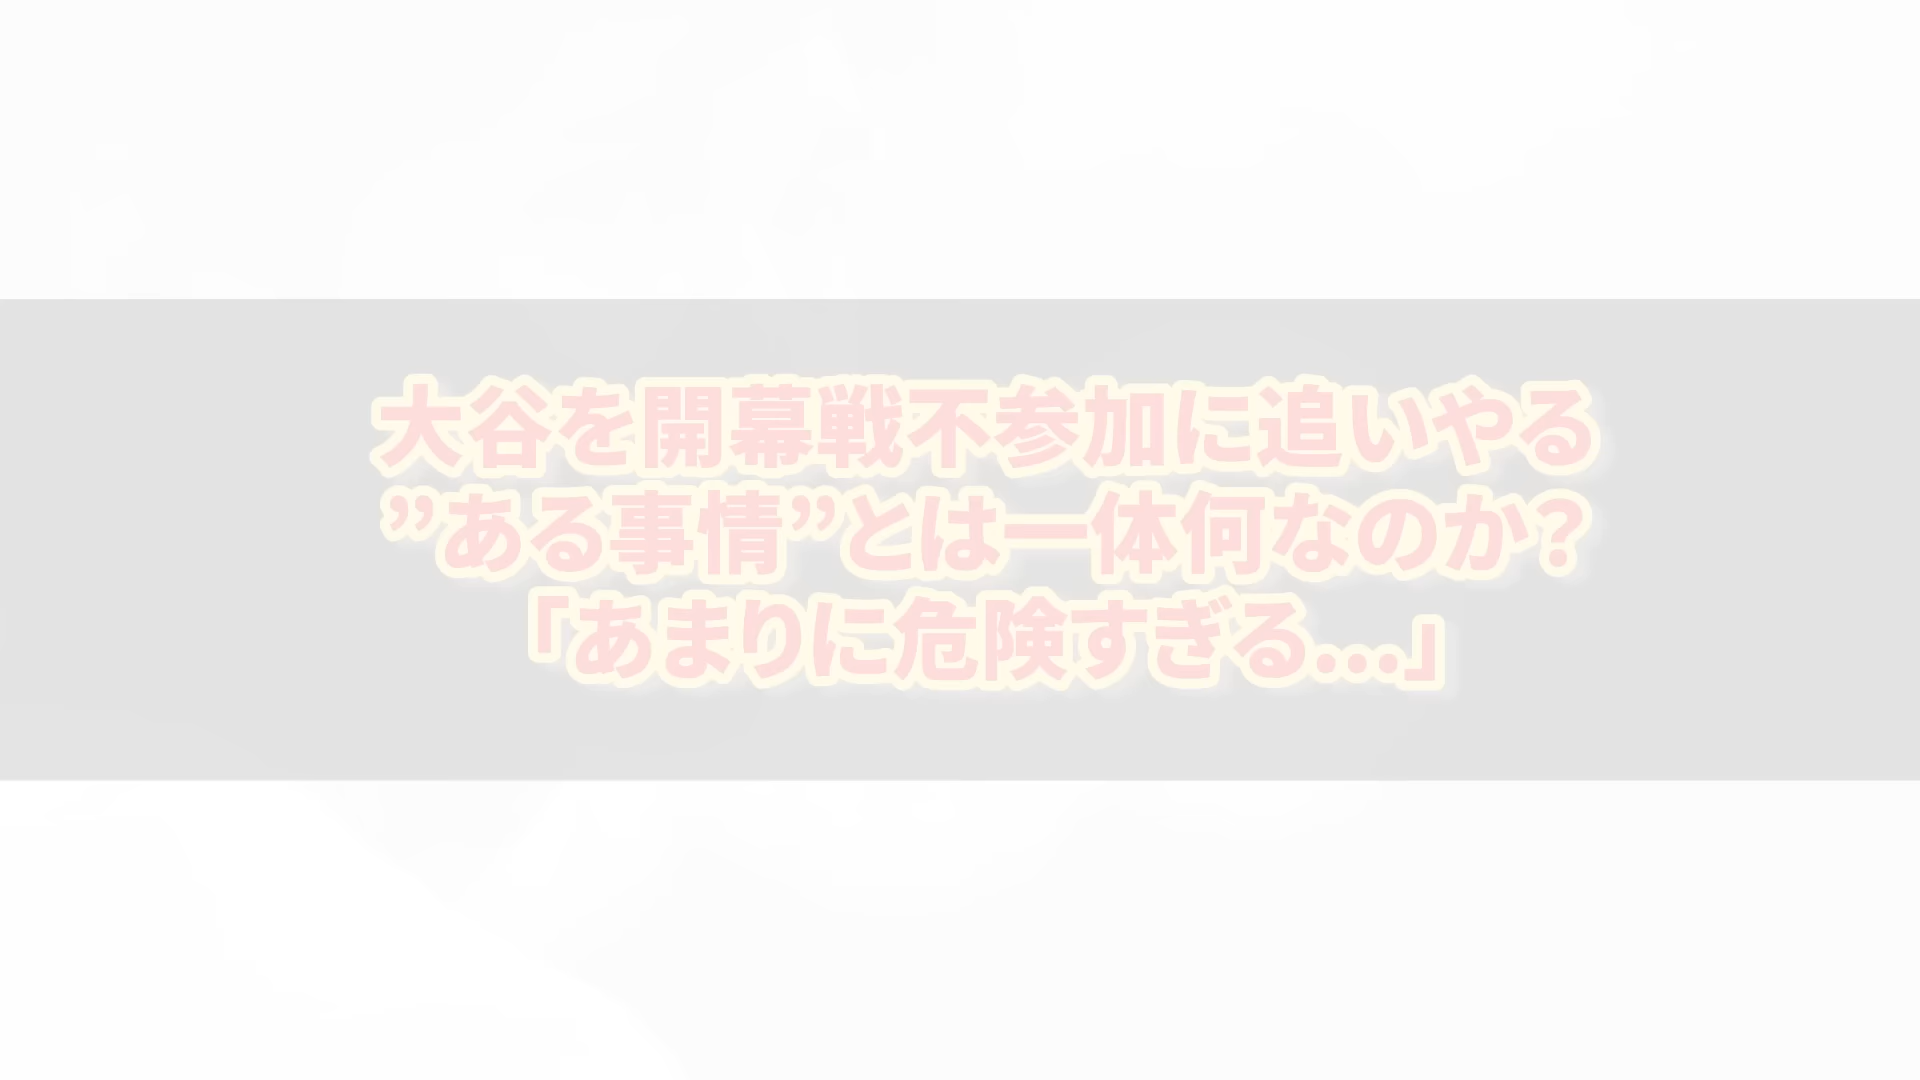 大谷を開幕戦不参加に追いやる
”ある事情”とは一体何なのか?
「あまりに危険すぎる...」